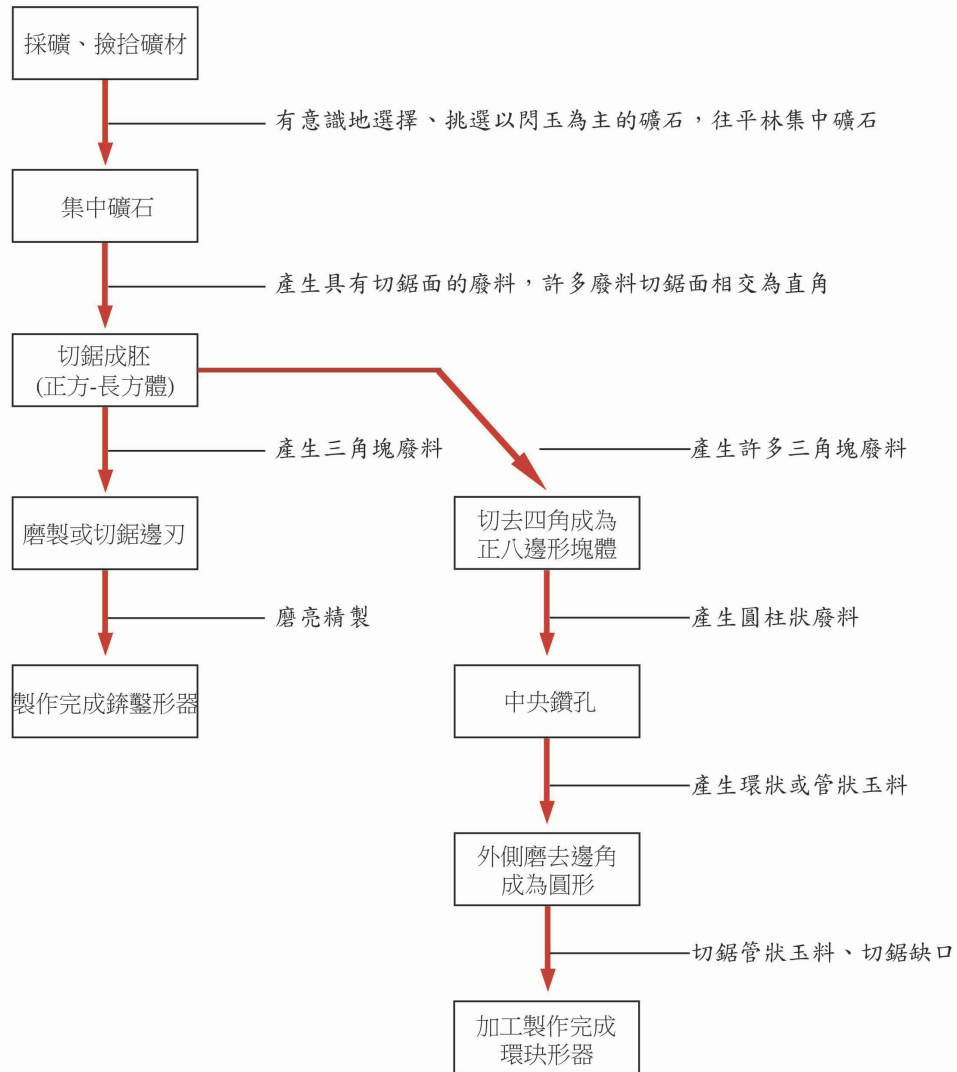 採礦、撿拾礦材
有意識地選擇、挑選以閃玉為主的礦石，往平林集中礦石
集中礦石
產生具有切鋸面的廢料，許多廢料切鋸面相交為直角
切鋸成胚
(正方-長方體)
產生三角塊廢料
產生許多三角塊廢料
磨製或切鋸邊刃
切去四角成為
正八邊形塊體
磨亮精製
產生圓柱狀廢料
製作完成錛鑿形器
中央鑽孔
產生環狀或管狀玉料
外側磨去邊角
成為圓形
切鋸管狀玉料、切鋸缺口
加工製作完成
環玦形器